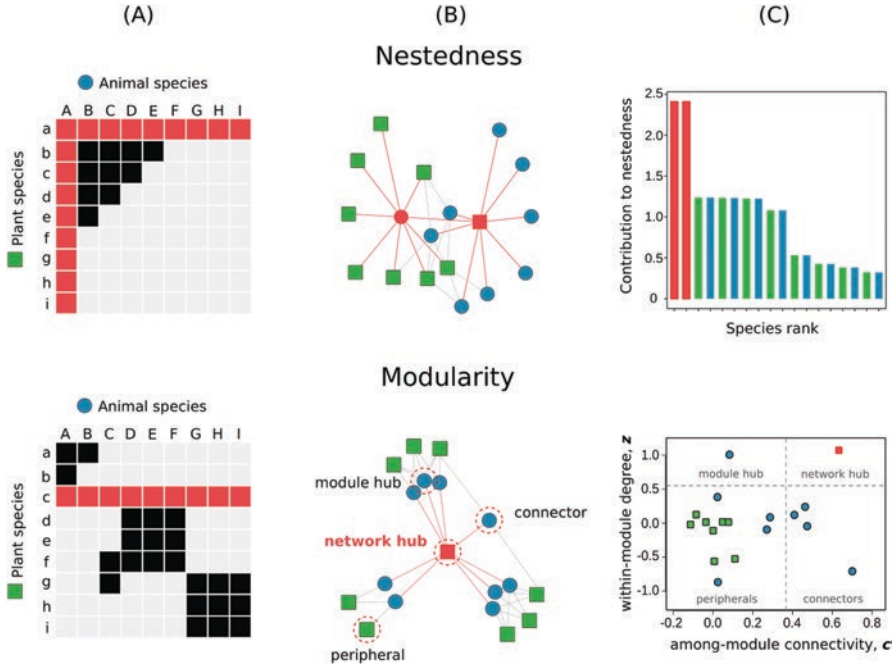 (A)
(B)
(C)
Nestedness
Animal species
A B C D E F G H I
Plant species
a
b
c
d
e
f
g
h
i
Contribution to nestedness
2.5
2.0
1.5
1.0
0.5
0
Species rank
Modularity
Animal species
A B C D E F G H I
Plant species
a
b
c
d
e
f
g
h
i
module hub
connector
network hub
peripheral
within-module degree, z
1.0
0.5
0.0
-0.5
-1.0
module hub
network hub
peripherals
connectors
-0.2 0.0 0.2 0.4 0.6 0.8
among-module connectivity, c